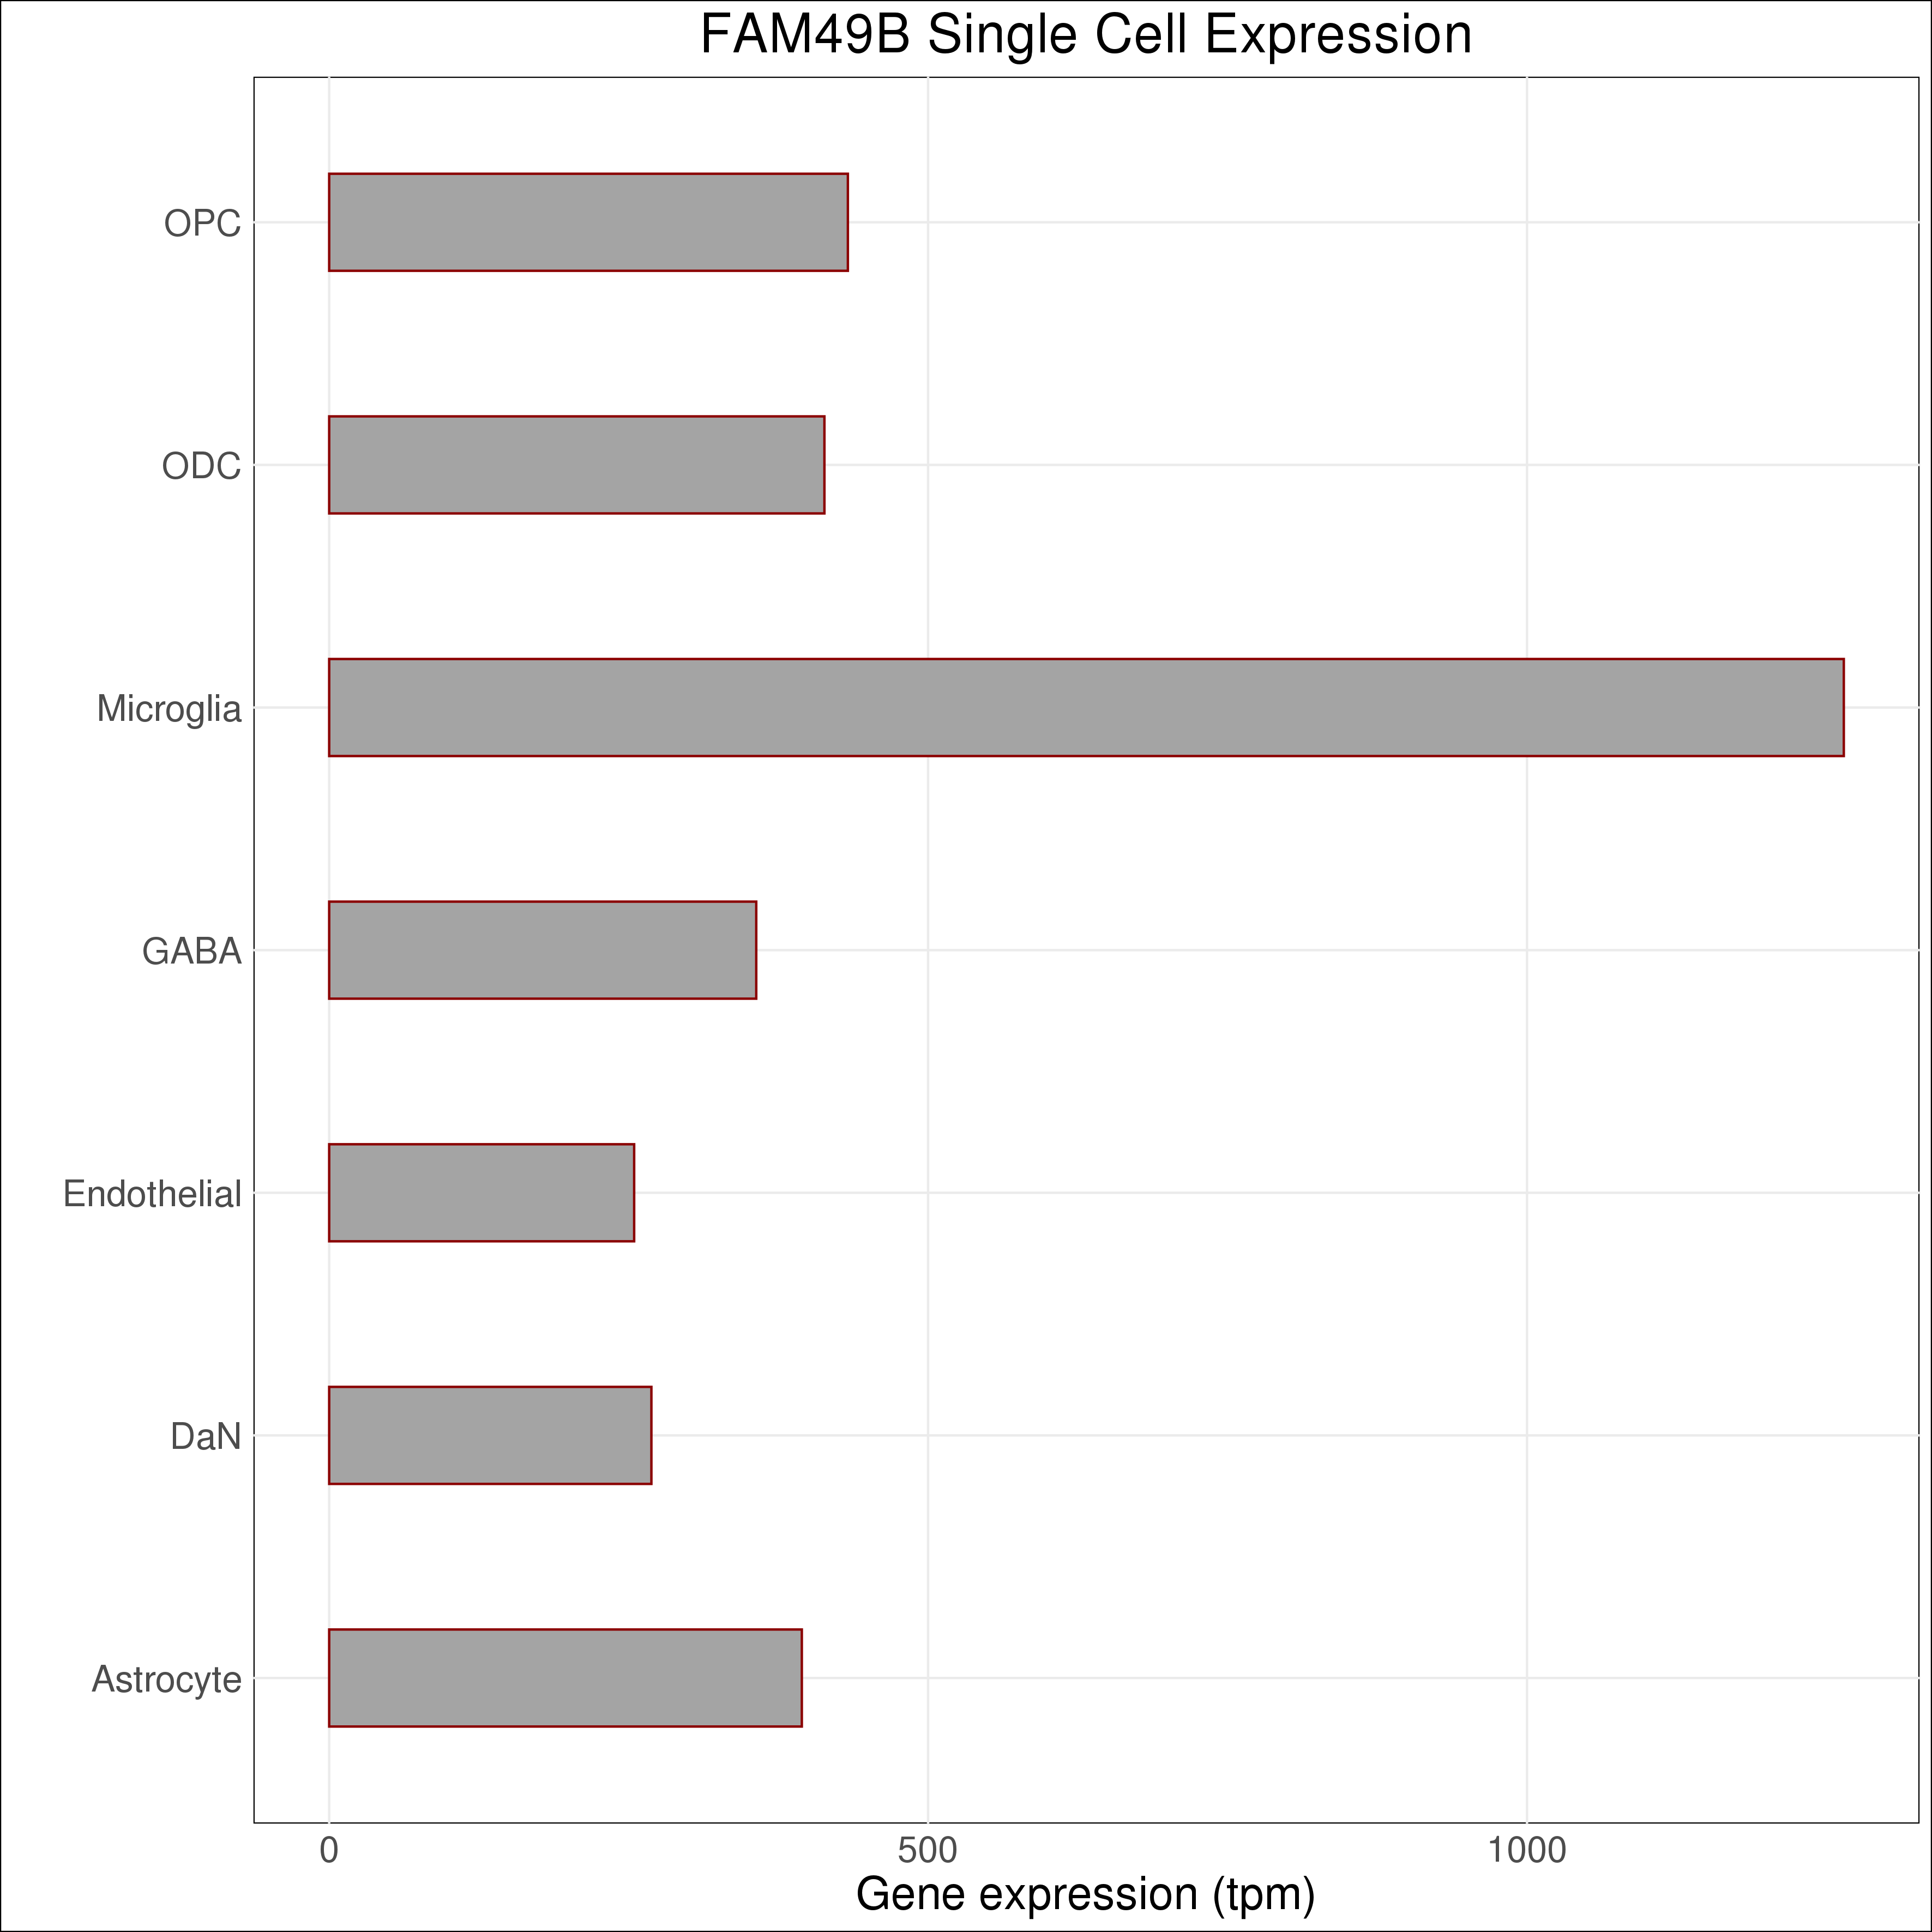 FAM49B Single Cell Expression
OPC
ODC
Microglia
GABA
Endothelial
DaN
Astrocyte
0 500 1000
Gene expression (tpm)